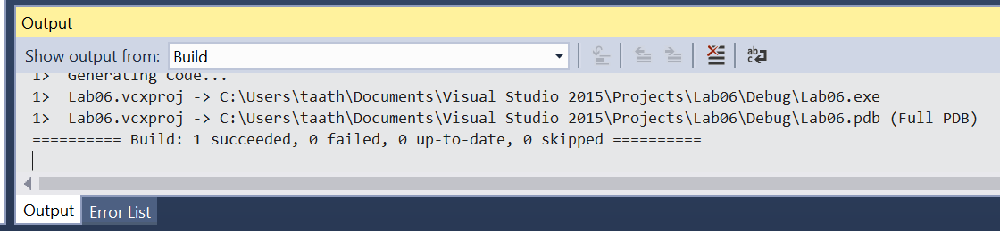 Output
Show output from: Build
1>  Generating Code...
1>  Lab06.vcxproj -> C:\Users\taath\Documents\Visual Studio 2015\Projects\Lab06\Debug\Lab06.exe
1>  Lab06.vcxproj -> C:\Users\taath\Documents\Visual Studio 2015\Projects\Lab06\Debug\Lab06.pdb (Full PDB)
========== Build: 1 succeeded, 0 failed, 0 up-to-date, 0 skipped ==========
Output Error List